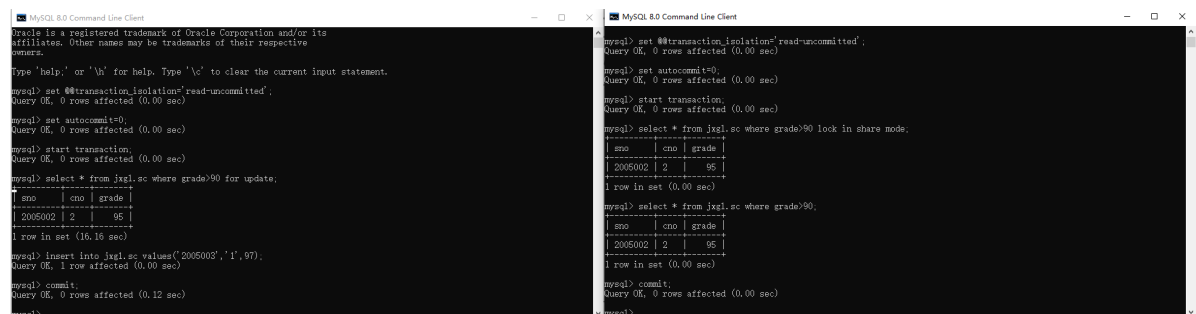 MySQL 8.0 Command Line Client
Oracle is a registered trademark of Oracle Corporation and/or its
affiliates. Other names may be trademarks of their respective
owners.
Type 'help;' or '\h' for help. Type '\c' to clear the current input statement.
mysql> set @@transaction_isolation='read-uncommitted';
Query OK, 0 rows affected (0.00 sec)
mysql> set autocommit=0;
Query OK, 0 rows affected (0.00 sec)
mysql> start transaction;
Query OK, 0 rows affected (0.00 sec)
mysql> select * from jxgl.sc where grade>90 for update;
+---------+-----+-------+
| sno | cno | grade |
+---------+-----+-------+
| 2005002 | 2 | 95 |
+---------+-----+-------+
1 row in set (16.16 sec)
mysql> insert into jxgl.sc values('2005003','1',97);
Query OK, 1 row affected (0.00 sec)
mysql> commit;
Query OK, 0 rows affected (0.12 sec)
mysql>
MySQL 8.0 Command Line Client
mysql> set @@transaction_isolation='read-uncommitted';
Query OK, 0 rows affected (0.00 sec)
mysql> set autocommit=0;
Query OK, 0 rows affected (0.00 sec)
mysql> start transaction;
Query OK, 0 rows affected (0.00 sec)
mysql> select * from jxgl.sc where grade>90 lock in share mode;
+---------+-----+-------+
| sno | cno | grade |
+---------+-----+-------+
| 2005002 | 2 | 95 |
+---------+-----+-------+
1 row in set (0.00 sec)
mysql> select * from jxgl.sc where grade>90;
+---------+-----+-------+
| sno | cno | grade |
+---------+-----+-------+
| 2005002 | 2 | 95 |
+---------+-----+-------+
1 row in set (0.00 sec)
mysql> commit;
Query OK, 0 rows affected (0.00 sec)
mysql>